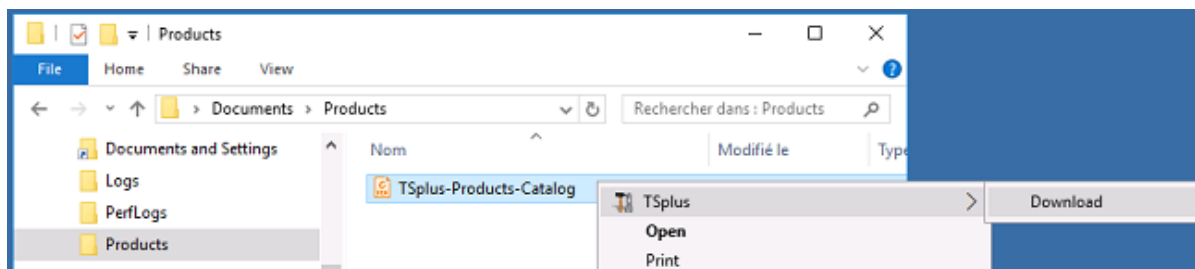 Products
File Home Share View
Documents Products Rechercher dans : Products
Documents and Settings Nom Modifié le Type
Logs TSplus-Products-Catalog
TSplus Download
PerfLogs
Open
Products
Print